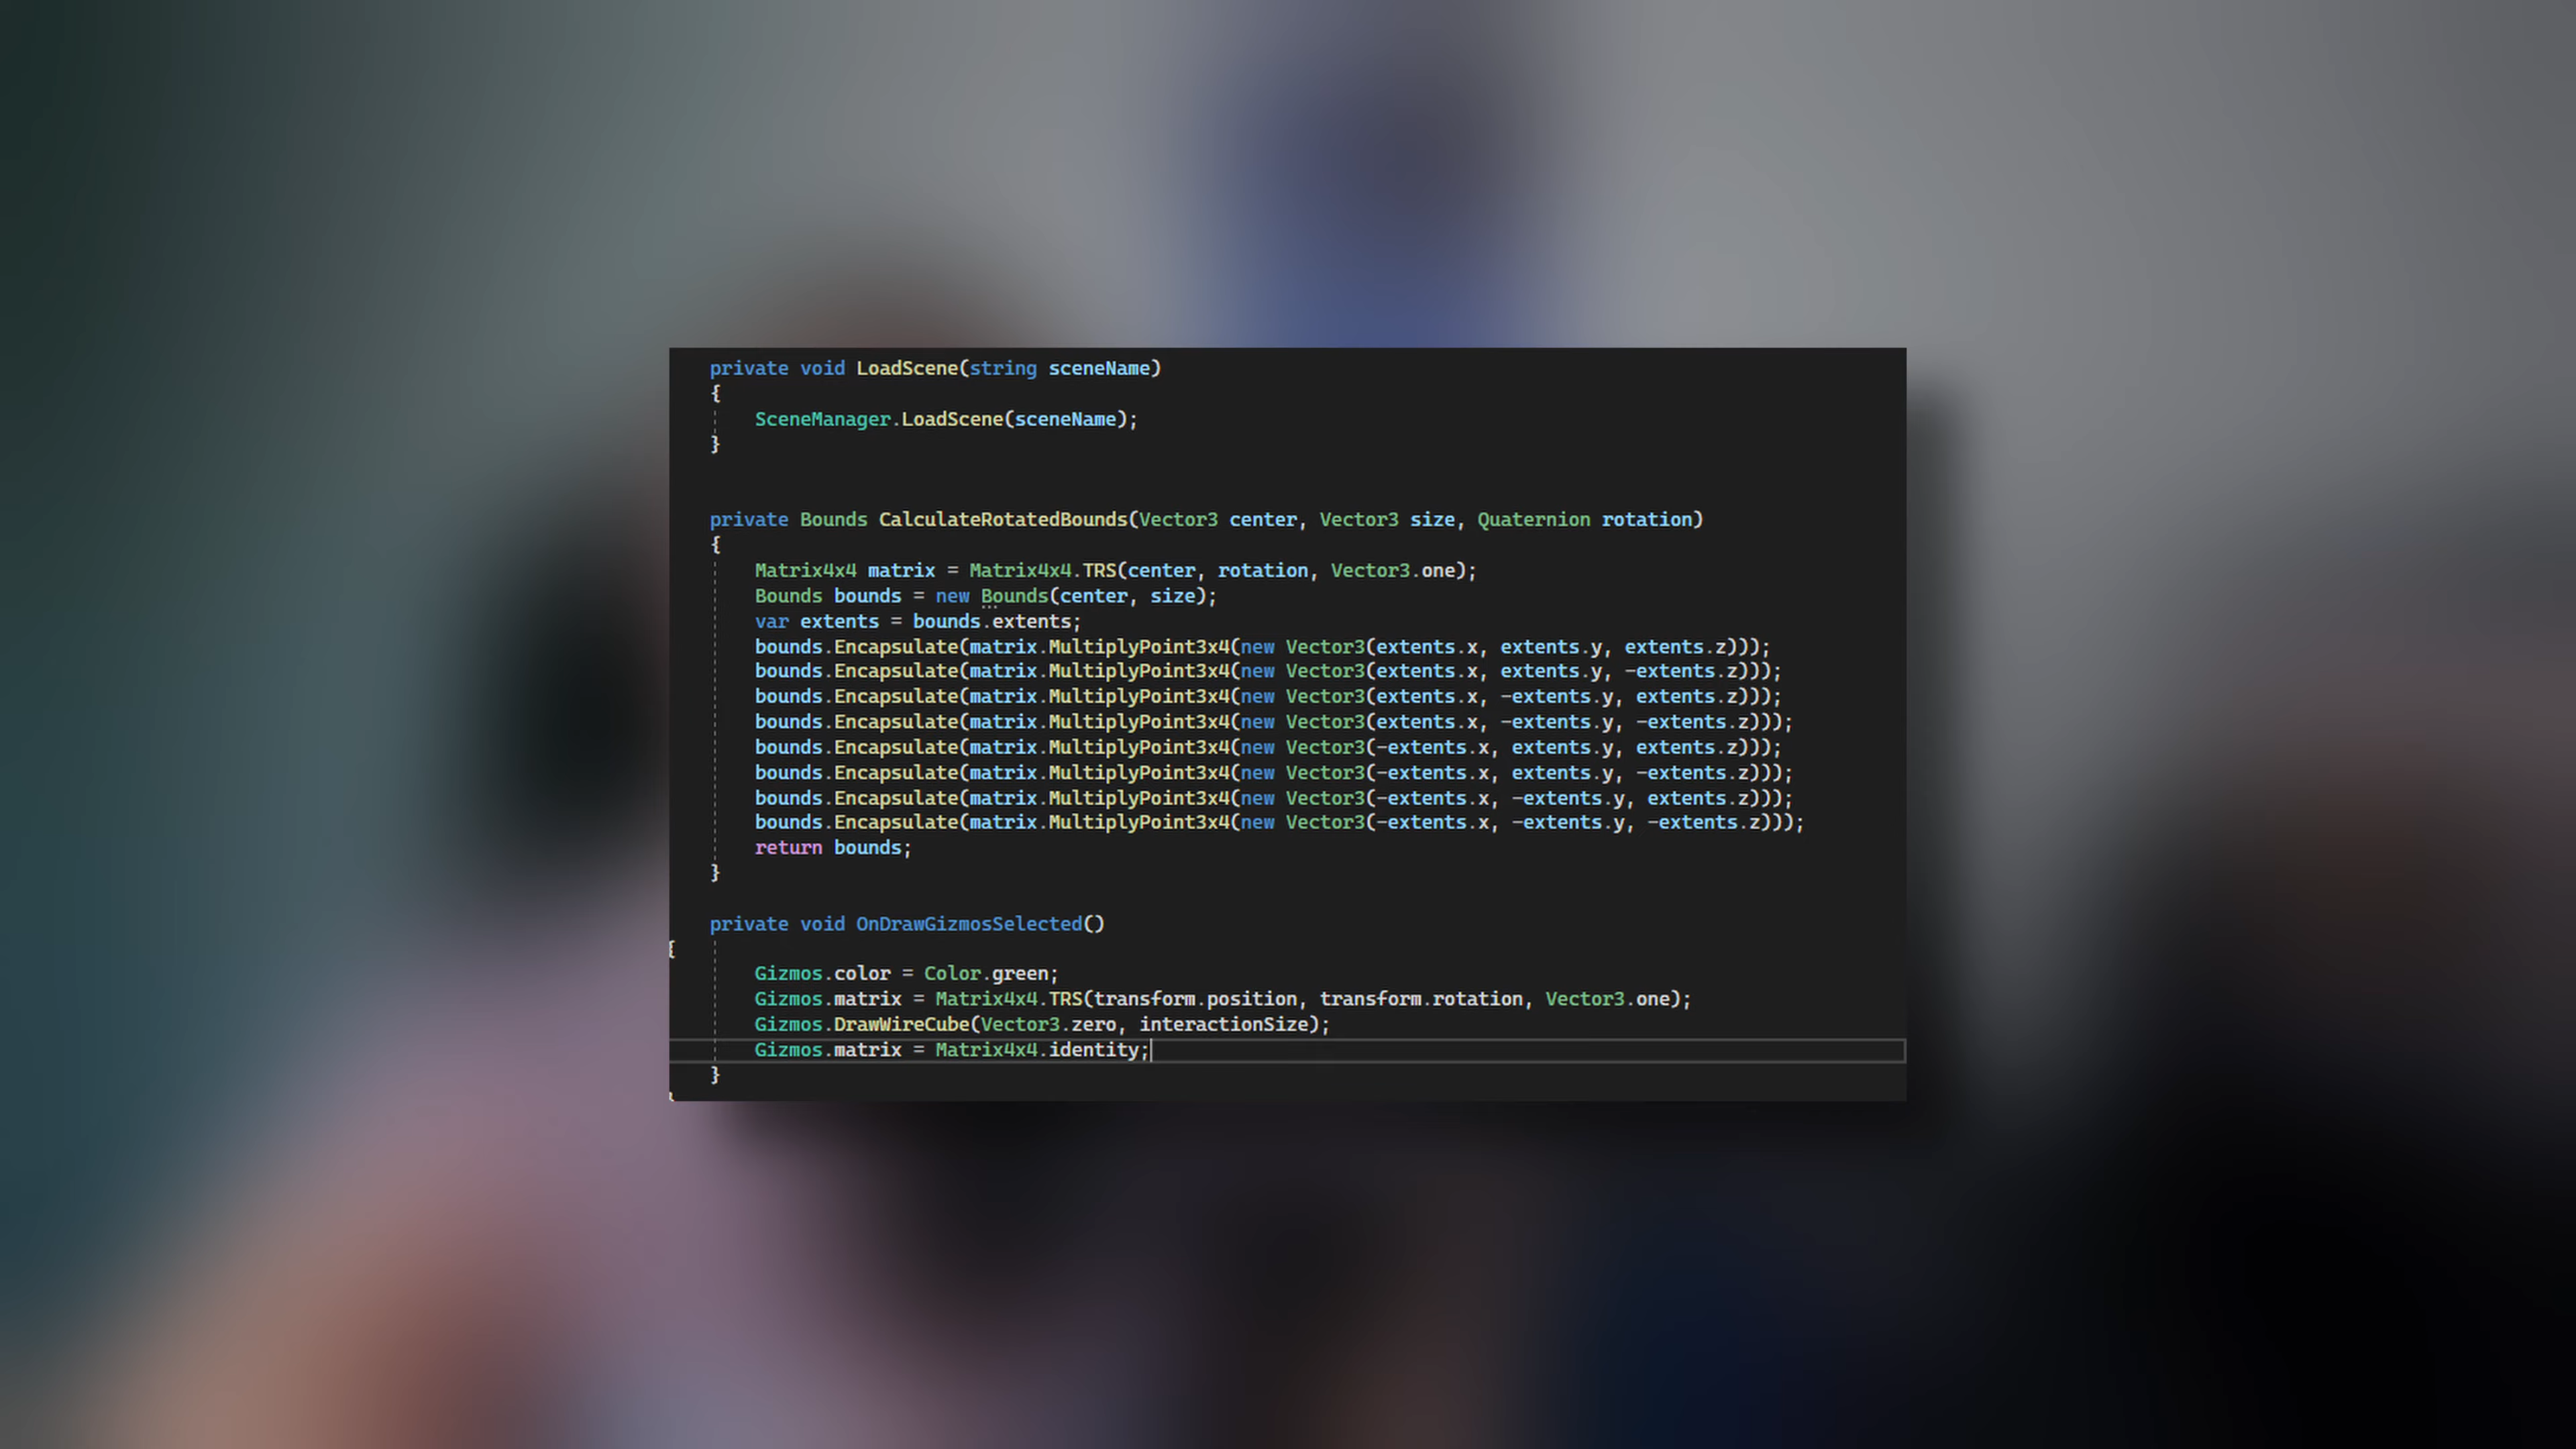 private void LoadScene(string sceneName)
{
SceneManager.LoadScene(sceneName);
}
private Bounds CalculateRotatedBounds(Vector3 center, Vector3 size, Quaternion rotation)
{
Matrix4x4 matrix = Matrix4x4.TRS(center, rotation, Vector3.one);
Bounds bounds = new Bounds(center, size);
var extents = bounds.extents;
bounds.Encapsulate(matrix.MultiplyPoint3x4(new Vector3(extents.x, extents.y, extents.z)));
bounds.Encapsulate(matrix.MultiplyPoint3x4(new Vector3(extents.x, extents.y, -extents.z)));
bounds.Encapsulate(matrix.MultiplyPoint3x4(new Vector3(extents.x, -extents.y, extents.z)));
bounds.Encapsulate(matrix.MultiplyPoint3x4(new Vector3(extents.x, -extents.y, -extents.z)));
bounds.Encapsulate(matrix.MultiplyPoint3x4(new Vector3(-extents.x, extents.y, extents.z)));
bounds.Encapsulate(matrix.MultiplyPoint3x4(new Vector3(-extents.x, extents.y, -extents.z)));
bounds.Encapsulate(matrix.MultiplyPoint3x4(new Vector3(-extents.x, -extents.y, extents.z)));
bounds.Encapsulate(matrix.MultiplyPoint3x4(new Vector3(-extents.x, -extents.y, -extents.z)));
return bounds;
}
private void OnDrawGizmosSelected()
{
Gizmos.color = Color.green;
Gizmos.matrix = Matrix4x4.TRS(transform.position, transform.rotation, Vector3.one);
Gizmos.DrawWireCube(Vector3.zero, interactionSize);
Gizmos.matrix = Matrix4x4.identity;
}